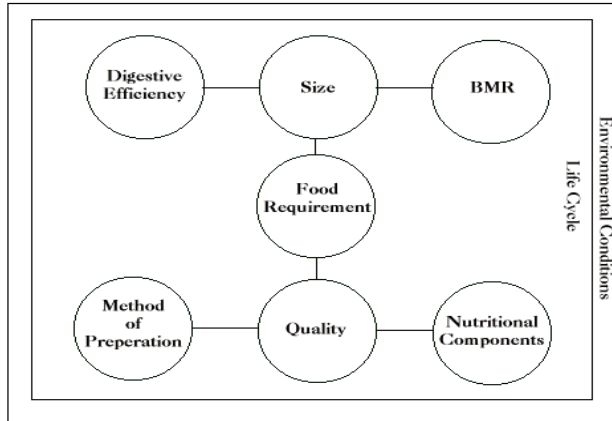 Digestive
Efficiency
Size
BMR
Food
Requirement
Method
of
Preperation
Quality
Nutritional
Components
Life Cycle
Environmental Conditions